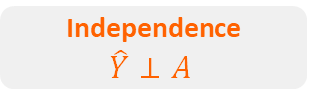 Independence
Ŷ ⊥ A